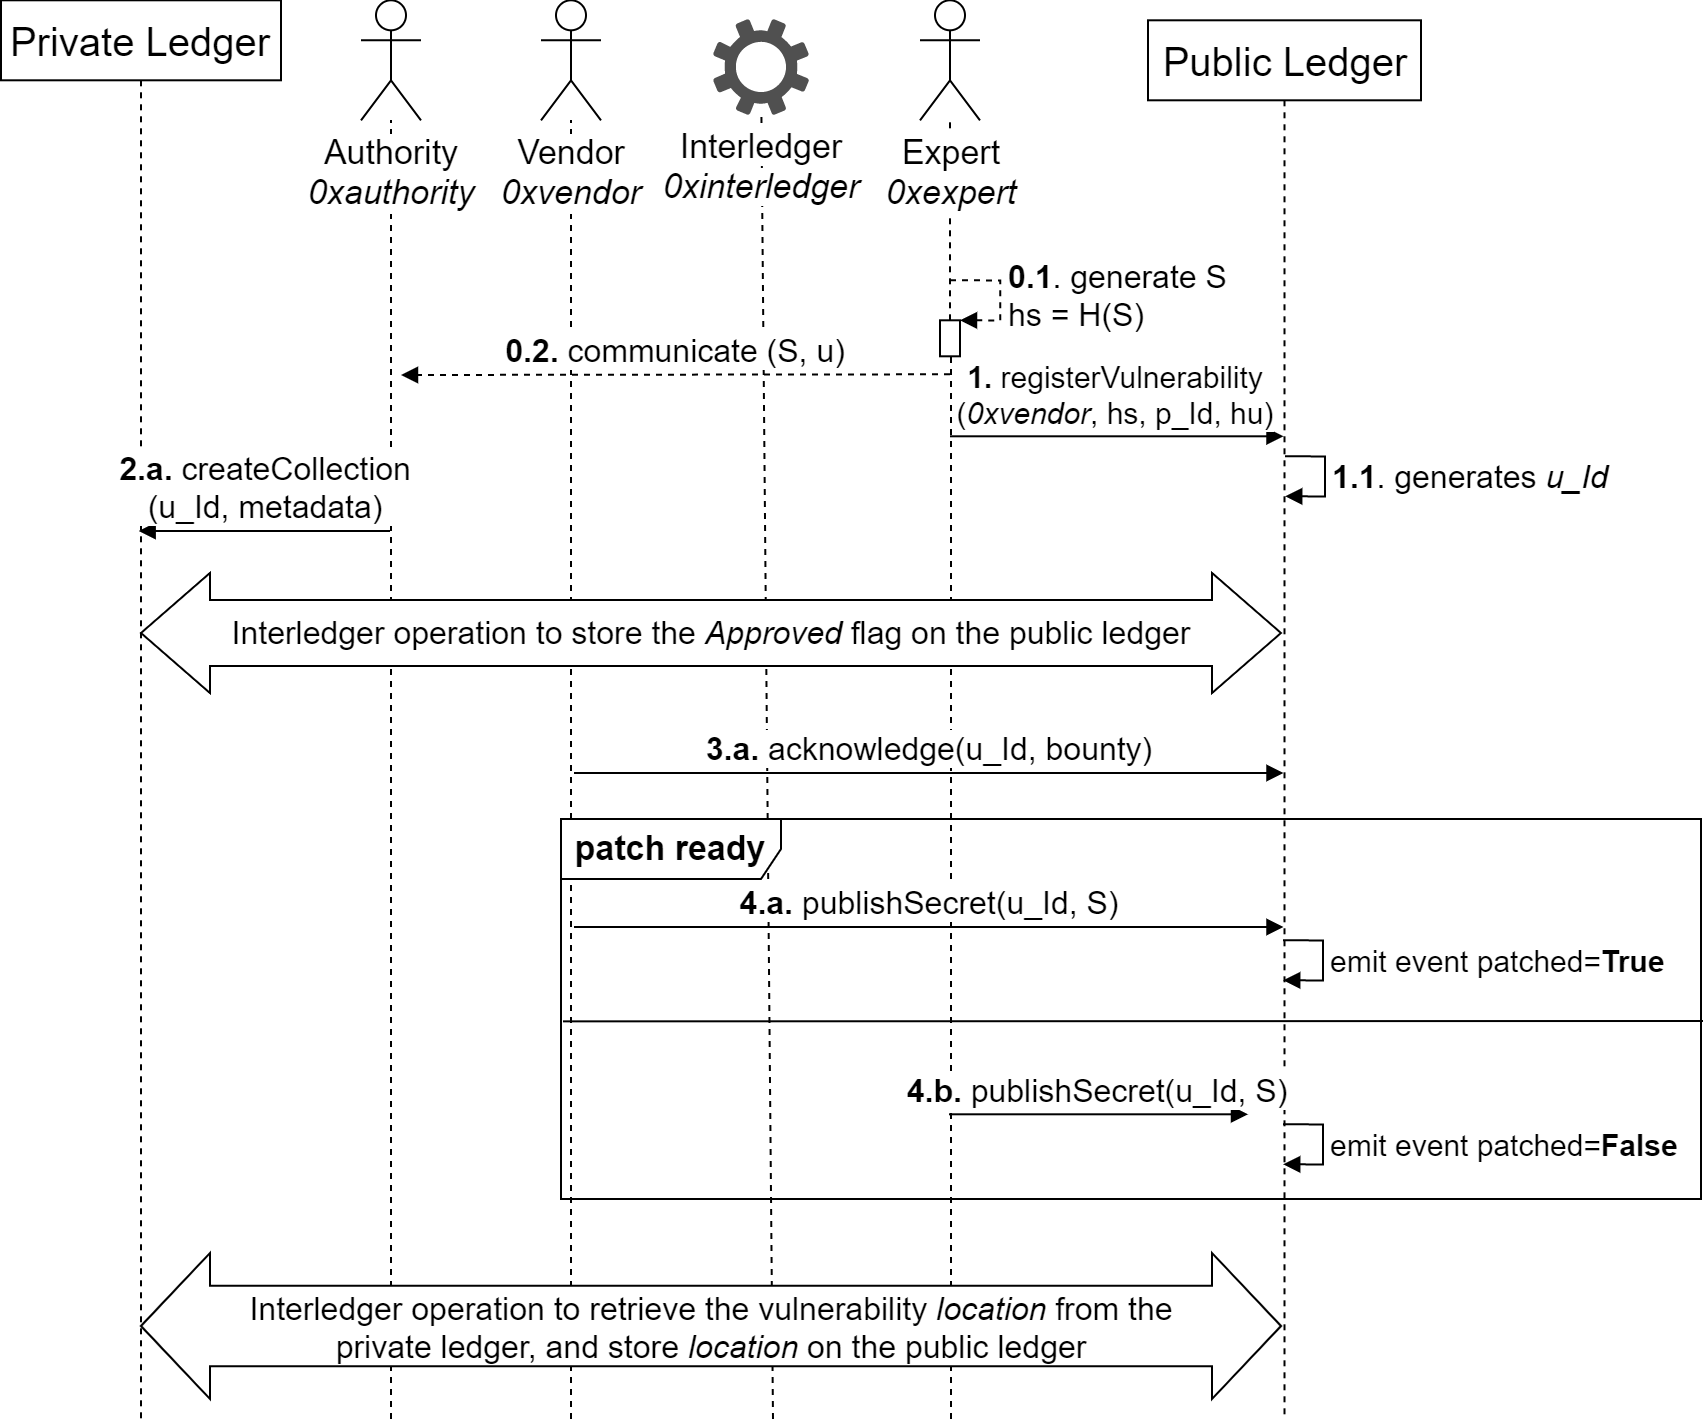 Private Ledger
Authority
0xauthority
Vendor
0xvendor
Interledger
0xinterledger
Expert
0xexpert
Public Ledger
0.1. generate S
hs = H(S)
0.2. communicate (S, u)
1. registerVulnerability
(0xvendor, hs, p_Id, hu)
1.1. generates u_Id
2.a. createCollection
(u_Id, metadata)
Interledger operation to store the Approved flag on the public ledger
3.a. acknowledge(u_Id, bounty)
patch ready
4.a. publishSecret(u_Id, S)
emit event patched=True
4.b. publishSecret(u_Id, S)
emit event patched=False
Interledger operation to retrieve the vulnerability location from the
private ledger, and store location on the public ledger